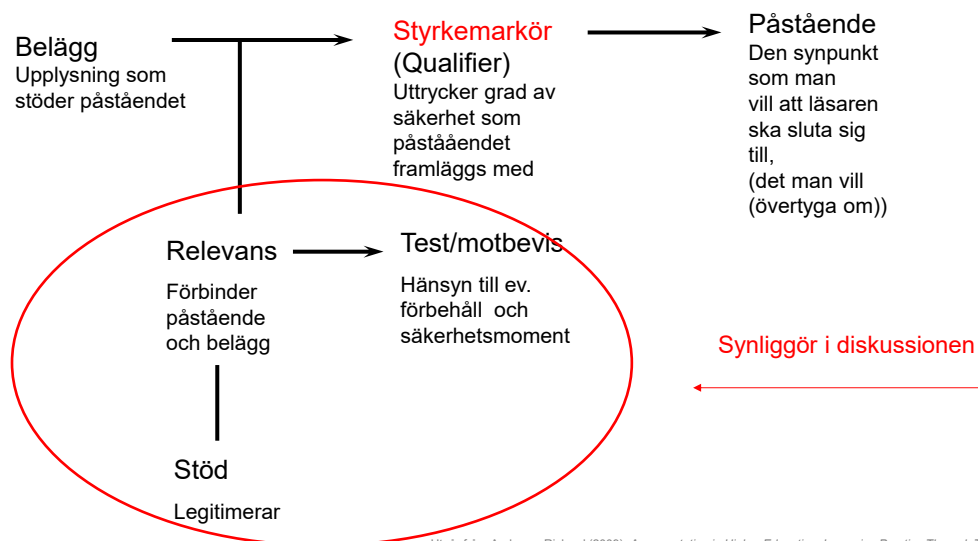 Belägg
Upplysning som
stöder påståendet
Styrkemarkör
(Qualifier)
Uttrycker grad av
säkerhet som
påstååendet
framläggs med
Påstående
Den synpunkt
som man
vill att läsaren
ska sluta sig
till,
(det man vill
(övertyga om))
Relevans
Förbinder
påstående
och belägg
Test/motbevis
Hänsyn till ev.
förbehåll och
säkerhetsmoment
Synliggör i diskussionen
Stöd
Legitimerar